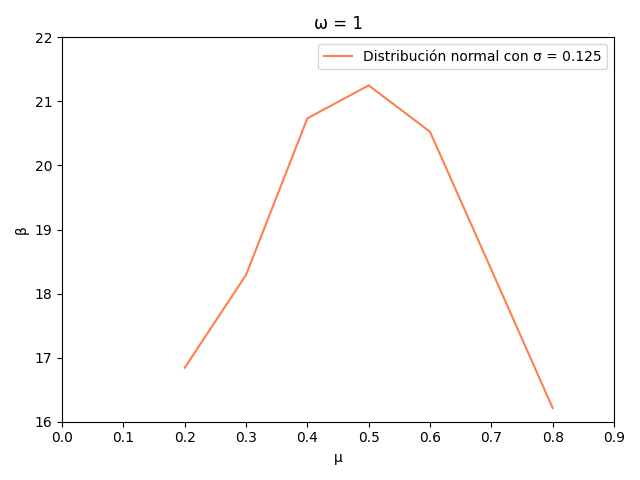 ω = 1
Distribución normal con σ = 0.125
β
22
21
20
19
18
17
16
0.0 0.1 0.2 0.3 0.4 0.5 0.6 0.7 0.8 0.9
μ